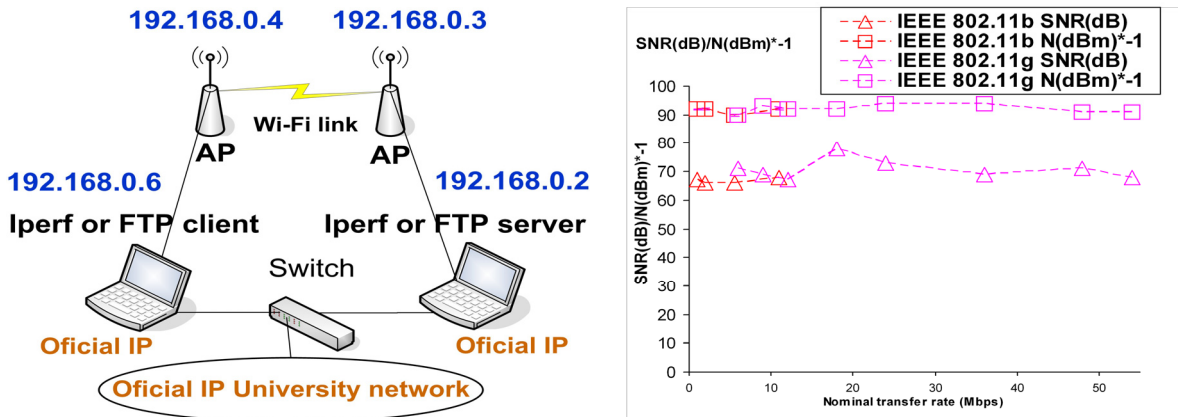 192.168.0.4
192.168.0.3
Wi-Fi link
AP
AP
192.168.0.6
192.168.0.2
Iperf or FTP client
Iperf or FTP server
Switch
Oficial IP
Oficial IP
Oficial IP University network
SNR(dB)/N(dBm)*-1
IEEE 802.11b SNR(dB)
IEEE 802.11b N(dBm)*-1
IEEE 802.11g SNR(dB)
IEEE 802.11g N(dBm)*-1
SNR(dB)/N(dBm)*-1
100
90
80
70
60
50
40
30
20
10
0
0
10
20
30
40
50
Nominal transfer rate (Mbps)